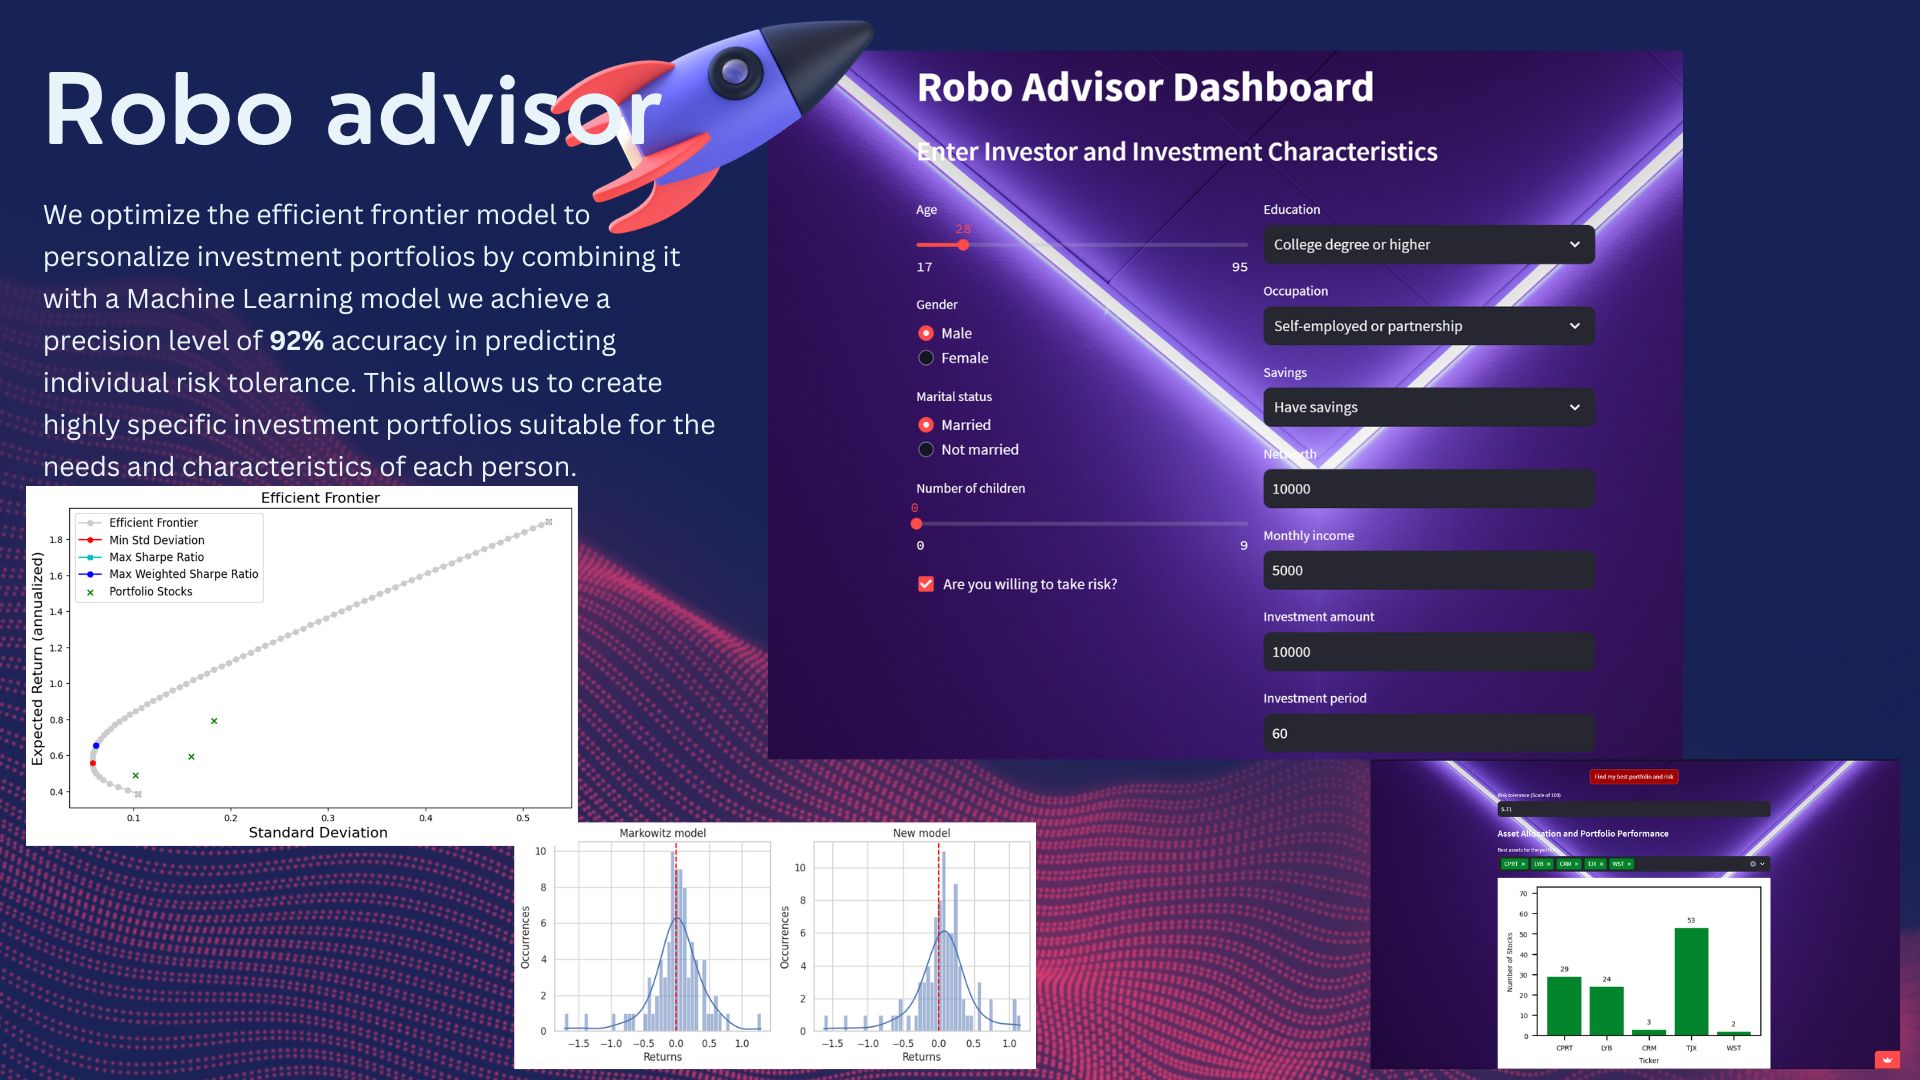 Robo advisor
We optimize the efficient frontier model to
personalize investment portfolios by combining it
with a Machine Learning model we achieve a
precision level of 92% accuracy in predicting
individual risk tolerance. This allows us to create
highly specific investment portfolios suitable for the
needs and characteristics of each person.
Robo Advisor Dashboard
Enter Investor and Investment Characteristics
Age
28
17 95
Gender
Male
Female
Marital status
Married
Not married
Number of children
0
0 9
Are you willing to take risk?
Education
College degree or higher
Occupation
Self-employed or partnership
Savings
Have savings
Networth
10000
Monthly income
5000
Investment amount
10000
Investment period
60
Efficient Frontier
Efficient Frontier
Min Std Deviation
Max Sharpe Ratio
Max Weighted Sharpe Ratio
Portfolio Stocks
Expected Return (annualized)
1.8
1.6
1.4
1.2
1.0
0.8
0.6
0.4
0.1 0.2 0.3 0.4 0.5
Standard Deviation
Markowitz model
Occurrences
10
8
6
4
2
0
−1.5 −1.0 −0.5 0.0 0.5 1.0
Returns
New model
Occurrences
10
8
6
4
2
0
−1.5 −1.0 −0.5 0.0 0.5 1.0
Returns
Find my best portfolio and risk
Risk tolerance (Scale of 100)
5.71
Asset Allocation and Portfolio Performance
Best assets for the
CPRT × LYB × CRM × TJX × WST ×
Number of Stocks
70
60
50
40
30
20
10
0
29 24 3 53 2
CPRT LYB CRM TJX WST
Ticker